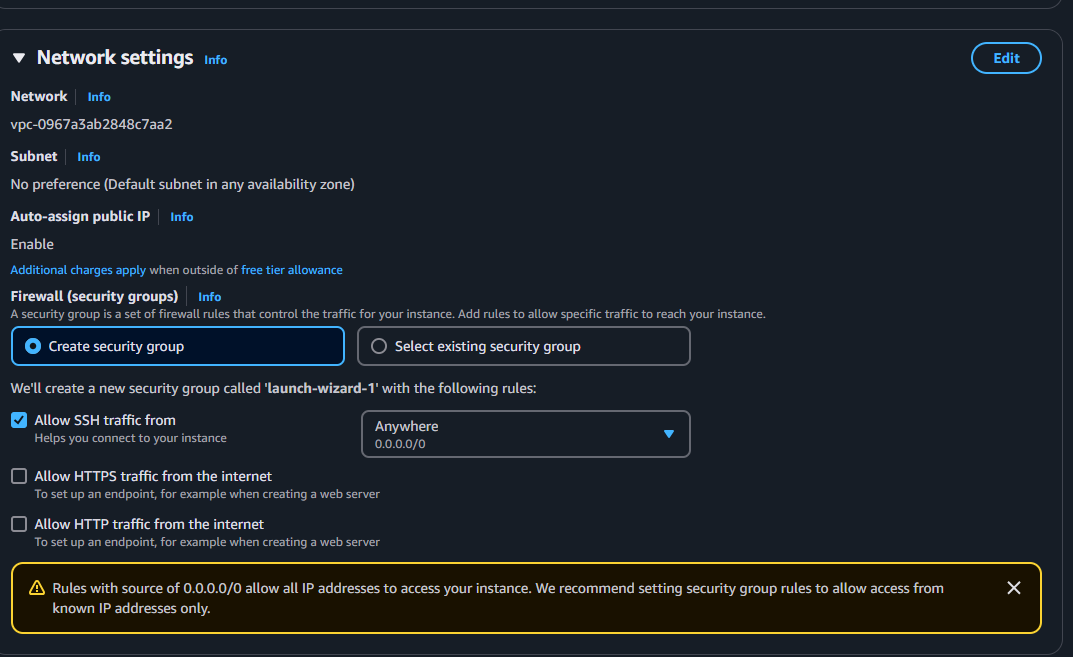 Network settings Info
Edit
Network Info
vpc-0967a3ab2848c7aa2
Subnet Info
No preference (Default subnet in any availability zone)
Auto-assign public IP Info
Enable
Additional charges apply when outside of free tier allowance
Firewall (security groups) Info
A security group is a set of firewall rules that control the traffic for your instance. Add rules to allow specific traffic to reach your instance.
Create security group
Select existing security group
We'll create a new security group called 'launch-wizard-1' with the following rules:
Allow SSH traffic from
Helps you connect to your instance
Anywhere
0.0.0.0/0
Allow HTTPS traffic from the internet
To set up an endpoint, for example when creating a web server
Allow HTTP traffic from the internet
To set up an endpoint, for example when creating a web server
Rules with source of 0.0.0.0/0 allow all IP addresses to access your instance. We recommend setting security group rules to allow access from
known IP addresses only.